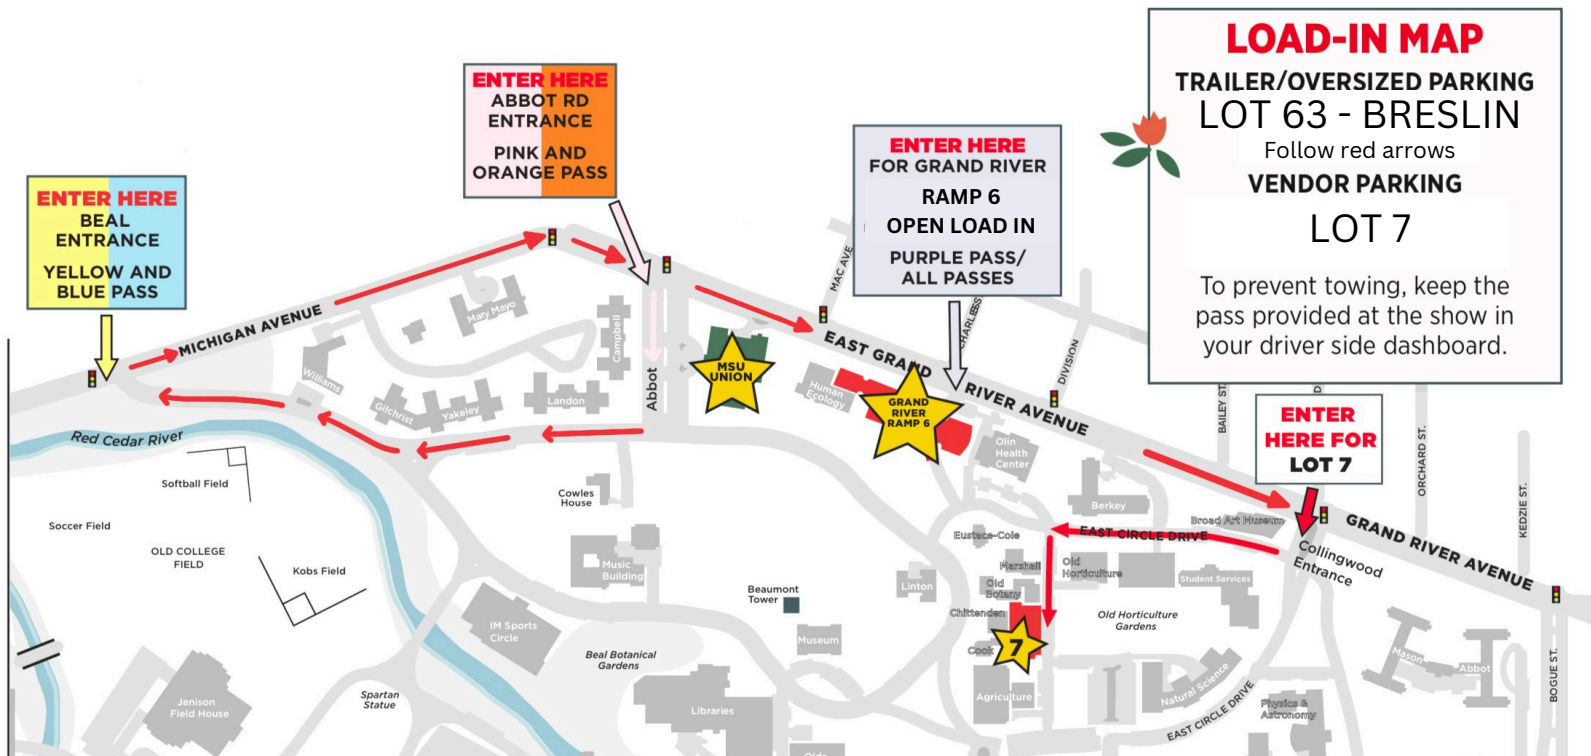 LOAD-IN MAP
TRAILER/OVERSIZED PARKING
LOT 63 - BRESLIN
Follow red arrows
VENDOR PARKING
LOT 7
To prevent towing, keep the
pass provided at the show in
your driver side dashboard.
ENTER HERE
ABBOT RD
ENTRANCE
PINK AND
ORANGE PASS
ENTER HERE
FOR GRAND RIVER
RAMP 6
OPEN LOAD IN
PURPLE PASS/
ALL PASSES
ENTER HERE
BEAL
ENTRANCE
YELLOW AND
BLUE PASS
ENTER
HERE FOR
LOT 7
MICHIGAN AVENUE
EAST GRAND
RIVER AVENUE
GRAND RIVER AVENUE
MAC AVE
CHARLES
DIVISION
BAILEY ST.
ORCHARD ST.
KEDZIE ST.
BOGUE ST.
Mary Mayo
Campbell
Williams
Gilchrist
Yakeley
Landon
Abbot
MSU
UNION
Human
Ecology
GRAND
RIVER
RAMP 6
Olin
Health
Center
Berkey
Broad Art Museum
EAST CIRCLE DRIVE
Collingwood
Entrance
Red Cedar River
Softball Field
Soccer Field
OLD COLLEGE
FIELD
Kobs Field
Cowles
House
Music
Building
Beaumont
Tower
Eustace-Cole
Marshall
Old
Horticulture
Student Services
Linton
Old
Botany
Chittenden
Cook
7
Old Horticulture
Gardens
IM Sports
Circle
Museum
Beal Botanical
Gardens
Spartan
Statue
Jenison
Field House
Libraries
Olds
Agriculture
Natural Science
EAST CIRCLE DRIVE
Physics &
Astronomy
Mason
Abbot